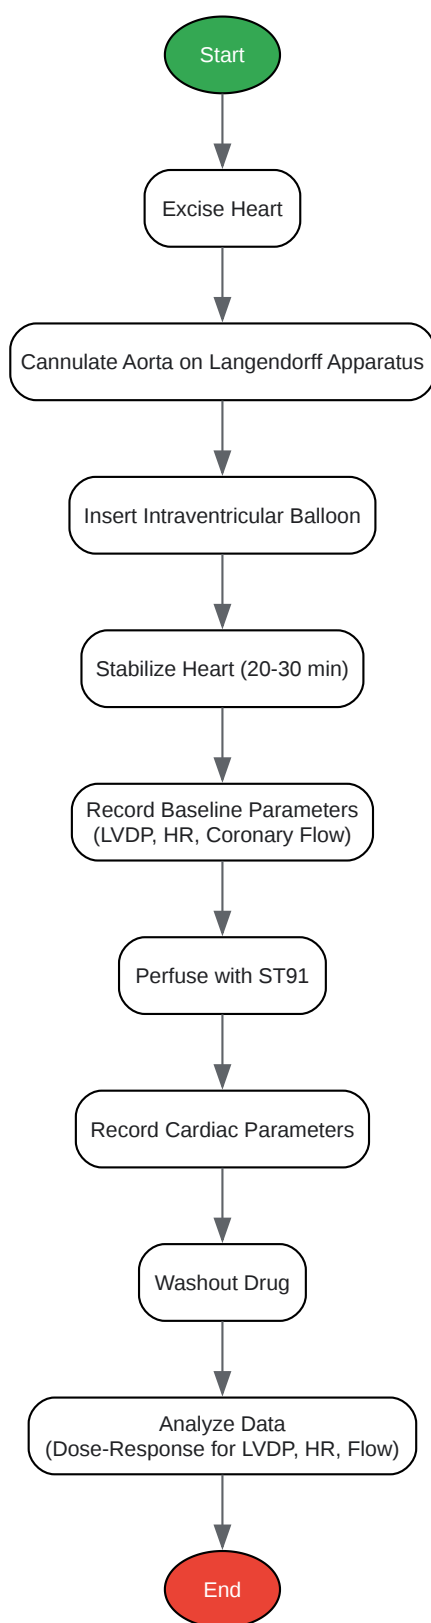 Start
Excise Heart
Cannulate Aorta on Langendorff Apparatus
Insert Intraventricular Balloon
Stabilize Heart (20-30 min)
Record Baseline Parameters
(LVDP, HR, Coronary Flow)
Perfuse with ST91
Record Cardiac Parameters
Washout Drug
Analyze Data
(Dose-Response for LVDP, HR, Flow)
End